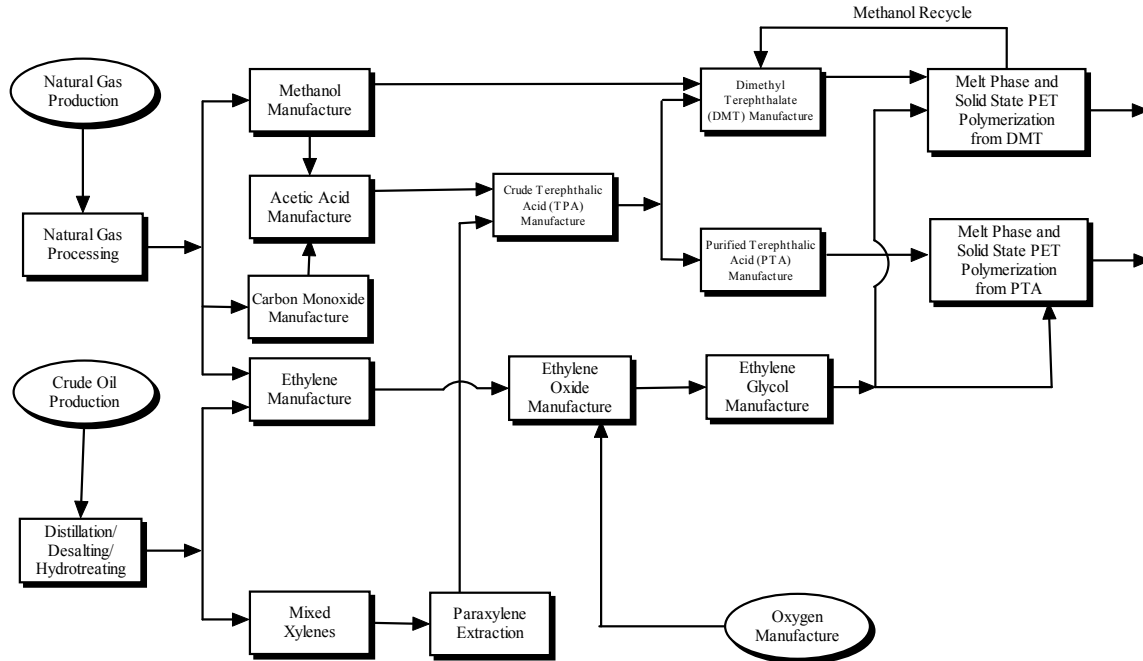 Methanol Recycle
Natural Gas
Production
Methanol
Manufacture
Dimethyl
Terephthalate
(DMT) Manufacture
Melt Phase and
Solid State PET
Polymerization
from DMT
Acetic Acid
Manufacture
Crude Terephthalic
Acid (TPA)
Manufacture
Natural Gas
Processing
Purified Terephthalic
Acid (PTA)
Manufacture
Melt Phase and
Solid State PET
Polymerization
from PTA
Carbon Monoxide
Manufacture
Crude Oil
Production
Ethylene
Manufacture
Ethylene
Oxide
Manufacture
Ethylene
Glycol
Manufacture
Distillation/
Desalting/
Hydrotreating
Mixed
Xylenes
Paraxylene
Extraction
Oxygen
Manufacture